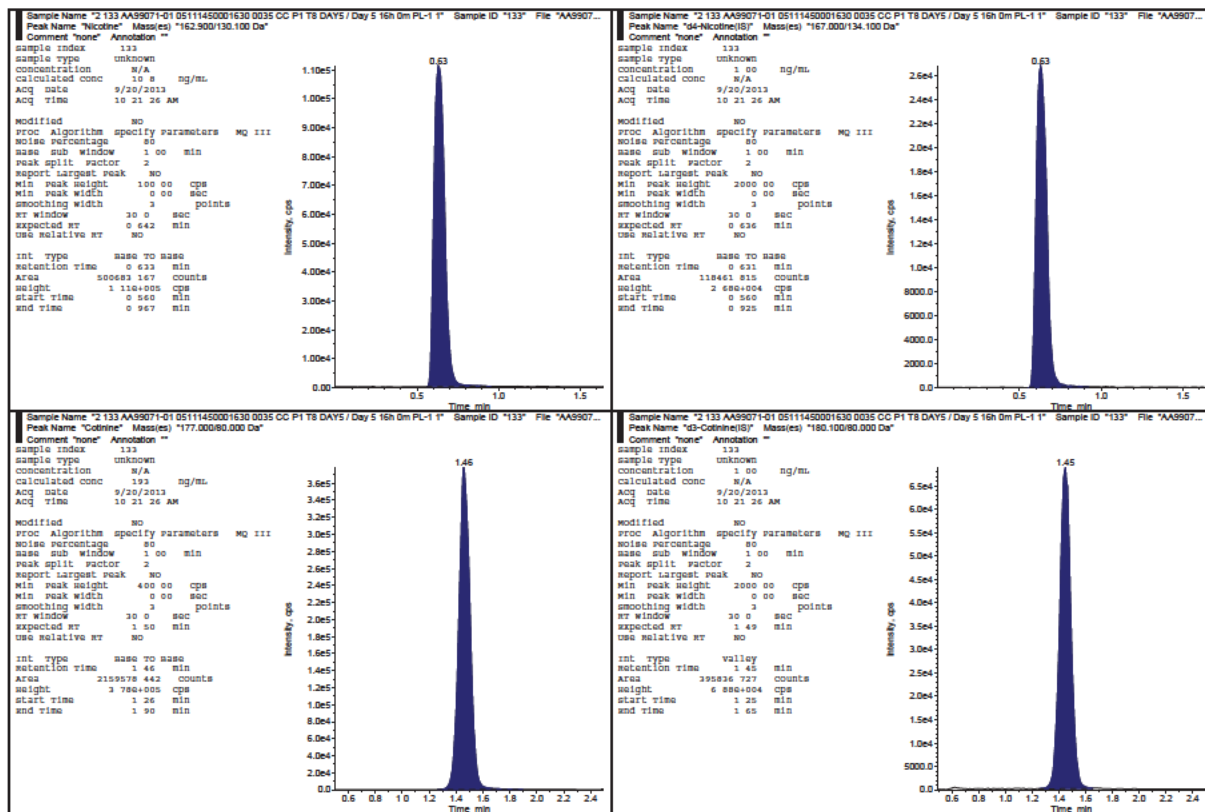 Sample Name "2 133 AA99071-01 05111450001630 0035 CC P1 T8 DAY5 / Day 5 16h 0m PL-1 1" Sample ID "133" File "AA9907...
Peak Name "Nicotine" Mass(es) "162.900/130.100 Da"
Comment "none" Annotation ""
Sample Index 133
Sample Type Unknown
Concentration N/A
Calculated Conc 10 8 ng/mL
Acq Date 9/20/2013
Acq Time 10 21 26 AM
Modified No
Proc Algorithm Specify Parameters MQ III
Noise Percentage 80
Base Sub Window 1 00 min
Peak Split Factor 2
Report Largest Peak No
Min Peak Height 100 00 cps
Min Peak Width 0 00 sec
Smoothing Width 3 points
RT Window 30 0 sec
Expected RT 0 642 min
Use Relative RT No
Int Type Base To Base
Retention Time 0 633 min
Area 500683 167 counts
Height 1 11e+005 cps
Start Time 0 560 min
End Time 0 967 min
0.63
Intensity, cps
1.10e5
1.00e5
9.00e4
8.00e4
7.00e4
6.00e4
5.00e4
4.00e4
3.00e4
2.00e4
1.00e4
0.00
0.5 1.0 1.5
Time, min
Sample Name "2 133 AA99071-01 05111450001630 0035 CC P1 T8 DAY5 / Day 5 16h 0m PL-1 1" Sample ID "133" File "AA9907...
Peak Name "d4-Nicotine(IS)" Mass(es) "167.000/134.100 Da"
Comment "none" Annotation ""
Sample Index 133
Sample Type Unknown
Concentration 1 00 ng/mL
Calculated Conc N/A
Acq Date 9/20/2013
Acq Time 10 21 26 AM
Modified No
Proc Algorithm Specify Parameters MQ III
Noise Percentage 80
Base Sub Window 1 00 min
Peak Split Factor 2
Report Largest Peak No
Min Peak Height 2000 00 cps
Min Peak Width 0 00 sec
Smoothing Width 3 points
RT Window 30 0 sec
Expected RT 0 636 min
Use Relative RT No
Int Type Base To Base
Retention Time 0 631 min
Area 118461 815 counts
Height 2 68e+004 cps
Start Time 0 560 min
End Time 0 925 min
0.63
Intensity, cps
2.6e4
2.4e4
2.2e4
2.0e4
1.8e4
1.6e4
1.4e4
1.2e4
1.0e4
8000.0
6000.0
4000.0
2000.0
0.0
0.5 1.0 1.5
Time, min
Sample Name "2 133 AA99071-01 05111450001630 0035 CC P1 T8 DAY5 / Day 5 16h 0m PL-1 1" Sample ID "133" File "AA9907...
Peak Name "Cotinine" Mass(es) "177.000/80.000 Da"
Comment "none" Annotation ""
Sample Index 133
Sample Type Unknown
Concentration N/A
Calculated Conc 193 ng/mL
Acq Date 9/20/2013
Acq Time 10 21 26 AM
Modified No
Proc Algorithm Specify Parameters MQ III
Noise Percentage 80
Base Sub Window 1 00 min
Peak Split Factor 2
Report Largest Peak No
Min Peak Height 400 00 cps
Min Peak Width 0 00 sec
Smoothing Width 3 points
RT Window 30 0 sec
Expected RT 1 50 min
Use Relative RT No
Int Type Base To Base
Retention Time 1 46 min
Area 2159578 442 counts
Height 3 78e+005 cps
Start Time 1 26 min
End Time 1 90 min
1.46
Intensity, cps
3.6e5
3.4e5
3.2e5
3.0e5
2.8e5
2.6e5
2.4e5
2.2e5
2.0e5
1.8e5
1.6e5
1.4e5
1.2e5
1.0e5
8.0e4
6.0e4
4.0e4
2.0e4
0.0
0.6 0.8 1.0 1.2 1.4 1.6 1.8 2.0 2.2 2.4
Time, min
Sample Name "2 133 AA99071-01 05111450001630 0035 CC P1 T8 DAY5 / Day 5 16h 0m PL-1 1" Sample ID "133" File "AA9907...
Peak Name "d3-Cotinine(IS)" Mass(es) "180.100/80.000 Da"
Comment "none" Annotation ""
Sample Index 133
Sample Type Unknown
Concentration 1 00 ng/mL
Calculated Conc N/A
Acq Date 9/20/2013
Acq Time 10 21 26 AM
Modified No
Proc Algorithm Specify Parameters MQ III
Noise Percentage 80
Base Sub Window 1 00 min
Peak Split Factor 2
Report Largest Peak No
Min Peak Height 2000 00 cps
Min Peak Width 0 00 sec
Smoothing Width 3 points
RT Window 30 0 sec
Expected RT 1 49 min
Use Relative RT No
Int Type Valley
Retention Time 1 45 min
Area 395836 727 counts
Height 6 88e+004 cps
Start Time 1 25 min
End Time 1 65 min
1.45
Intensity, cps
6.5e4
6.0e4
5.5e4
5.0e4
4.5e4
4.0e4
3.5e4
3.0e4
2.5e4
2.0e4
1.5e4
1.0e4
5000.0
0.0
0.6 0.8 1.0 1.2 1.4 1.6 1.8 2.0 2.2 2.4
Time, min